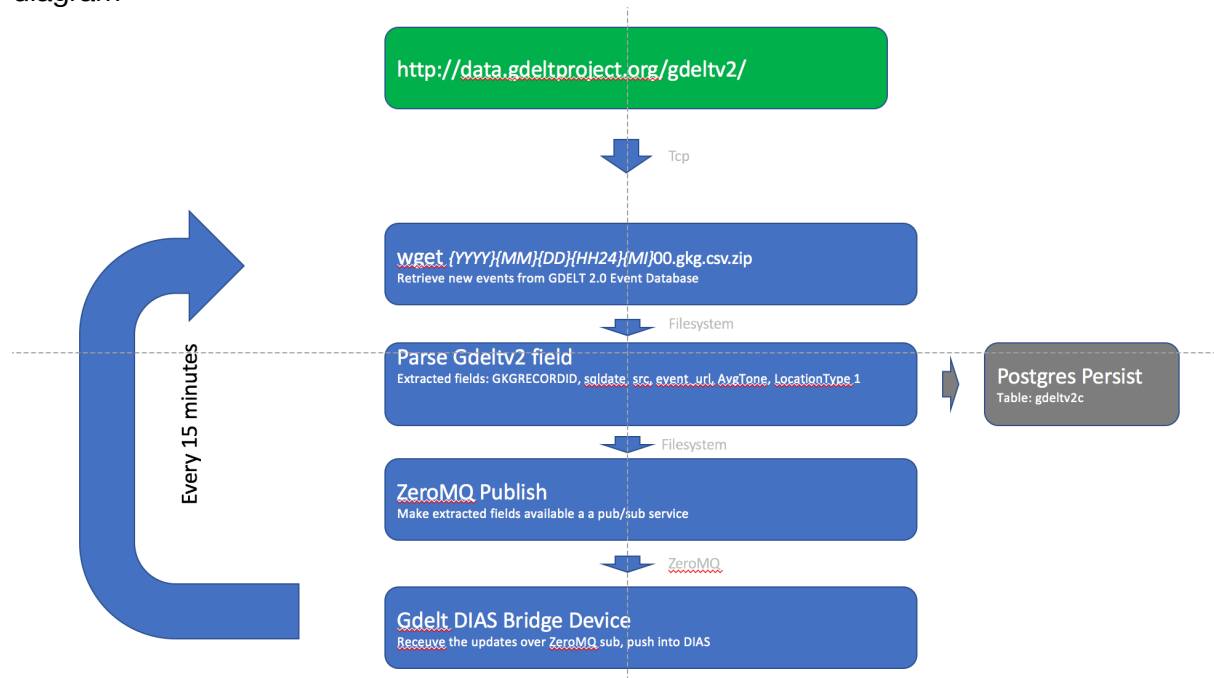 diagram
http://data.gdeltproject.org/gdeltv2/
Tcp
wget {YYYY}{MM}{DD}{HH24}{MI}00.gkg.csv.zip
Retrieve new events from GDELT 2.0 Event Database
Filesystem
Parse Gdeltv2 field
Extracted fields: GKGRECORDID, sqldate, src, event_url, AvgTone, LocationType 1
Postgres Persist
Table: gdeltv2c
Every 15 minutes
Filesystem
ZeroMQ Publish
Make extracted fields available a a pub/sub service
ZeroMQ
Gdelt DIAS Bridge Device
Receuve the updates over ZeroMQ sub, push into DIAS